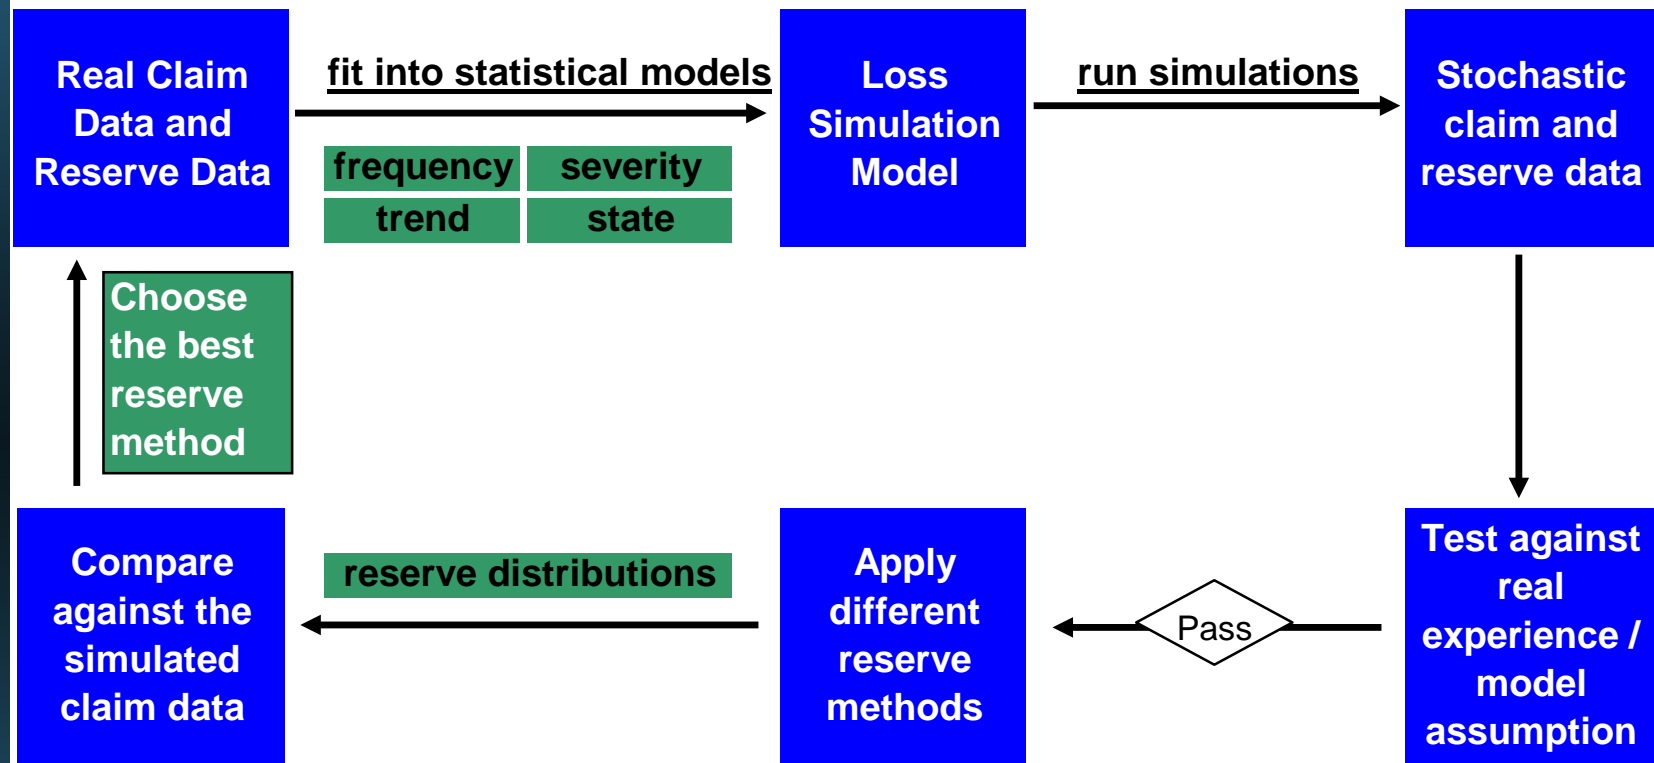 Real Claim
Data and
Reserve Data
fit into statistical models
frequency
severity
trend
state
Loss
Simulation
Model
run simulations
Stochastic
claim and
reserve data
Choose
the best
reserve
method
Compare
against the
simulated
claim data
reserve distributions
Apply
different
reserve
methods
Pass
Test against
real
experience /
model
assumption